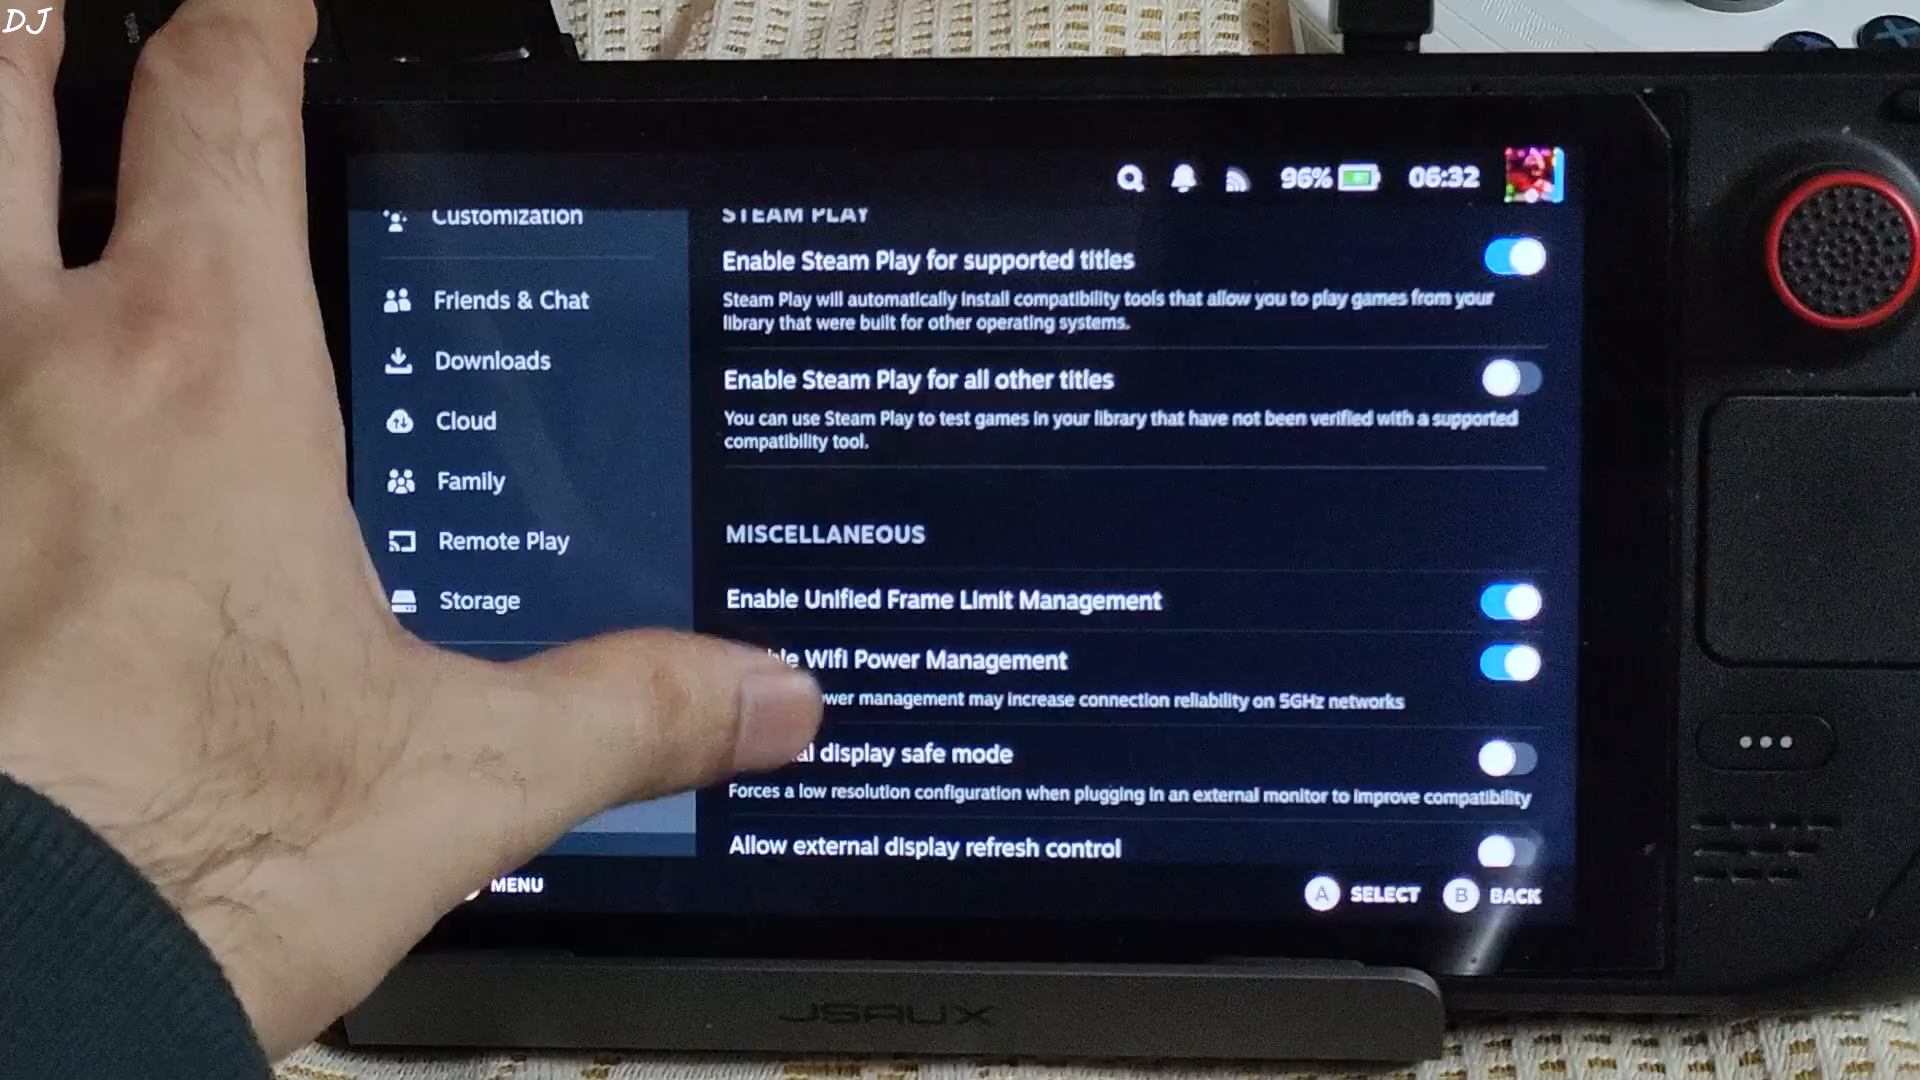 DJ
96% 06:32
Customization
Friends & Chat
Downloads
Cloud
Family
Remote Play
Storage
MENU
STEAM PLAY
Enable Steam Play for supported titles
Steam Play will automatically install compatibility tools that allow you to play games from your
library that were built for other operating systems.
Enable Steam Play for all other titles
You can use Steam Play to test games in your library that have not been verified with a supported
compatibility tool.
MISCELLANEOUS
Enable Unified Frame Limit Management
Wifi Power Management
management may increase connection reliability on 5GHz networks
display safe mode
Forces a low resolution configuration when plugging in an external monitor to improve compatibility
Allow external display refresh control
A SELECT B BACK
JSAUX